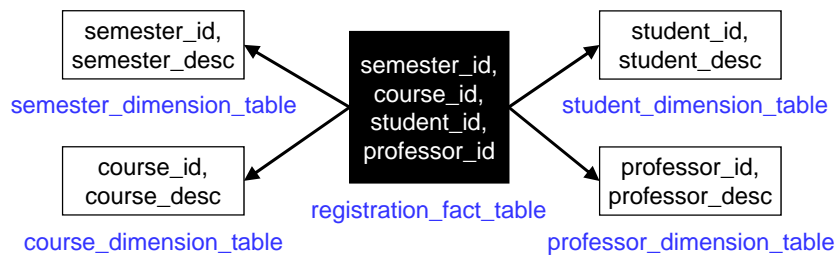 semester_id,
semester_desc
semester_dimension_table
course_id,
course_desc
course_dimension_table
semester_id,
course_id,
student_id,
professor_id
registration_fact_table
student_id,
student_desc
student_dimension_table
professor_id,
professor_desc
professor_dimension_table